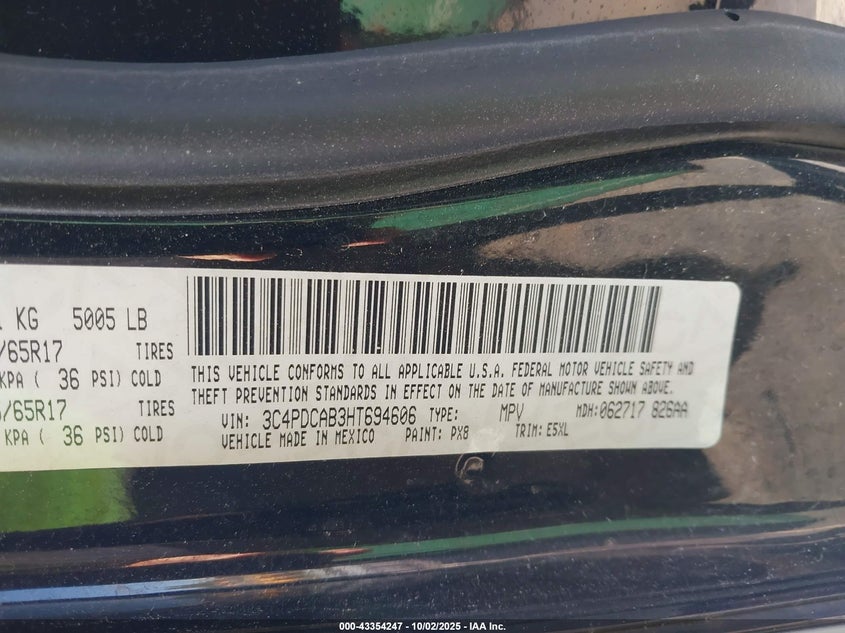 KG 5005 LB
/65R17 TIRES
KPA ( 36 PSI) COLD
/65R17 TIRES
KPA ( 36 PSI) COLD
THIS VEHICLE CONFORMS TO ALL APPLICABLE U.S.A. FEDERAL MOTOR VEHICLE SAFETY AND
THEFT PREVENTION STANDARDS IN EFFECT ON THE DATE OF MANUFACTURE SHOWN ABOVE.
VIN: 3C4PDCAB3HT694606 TYPE: MPV MDH: 062717 826AA
VEHICLE MADE IN MEXICO PAINT: PX8 TRIM: E5XL
000-43354247 - 10/02/2025 - IAA Inc.